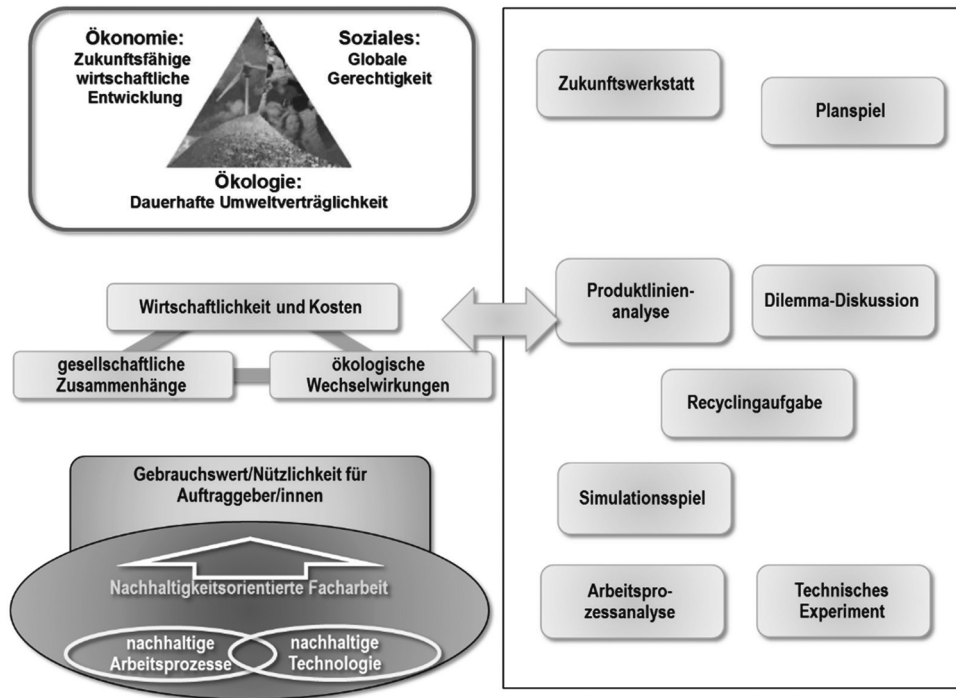 Ökonomie:
Zukunftsfähige
wirtschaftliche
Entwicklung
Soziales:
Globale
Gerechtigkeit
Ökologie:
Dauerhafte Umweltverträglichkeit
Wirtschaftlichkeit und Kosten
gesellschaftliche
Zusammenhänge
ökologische
Wechselwirkungen
Gebrauchswert/Nützlichkeit für
Auftraggeber/innen
Nachhaltigkeitsorientierte Facharbeit
nachhaltige
Arbeitsprozesse
nachhaltige
Technologie
Zukunftswerkstatt
Planspiel
Produktlinien-
analyse
Dilemma-Diskussion
Recyclingaufgabe
Simulationsspiel
Arbeitspro-
zessanalyse
Technisches
Experiment